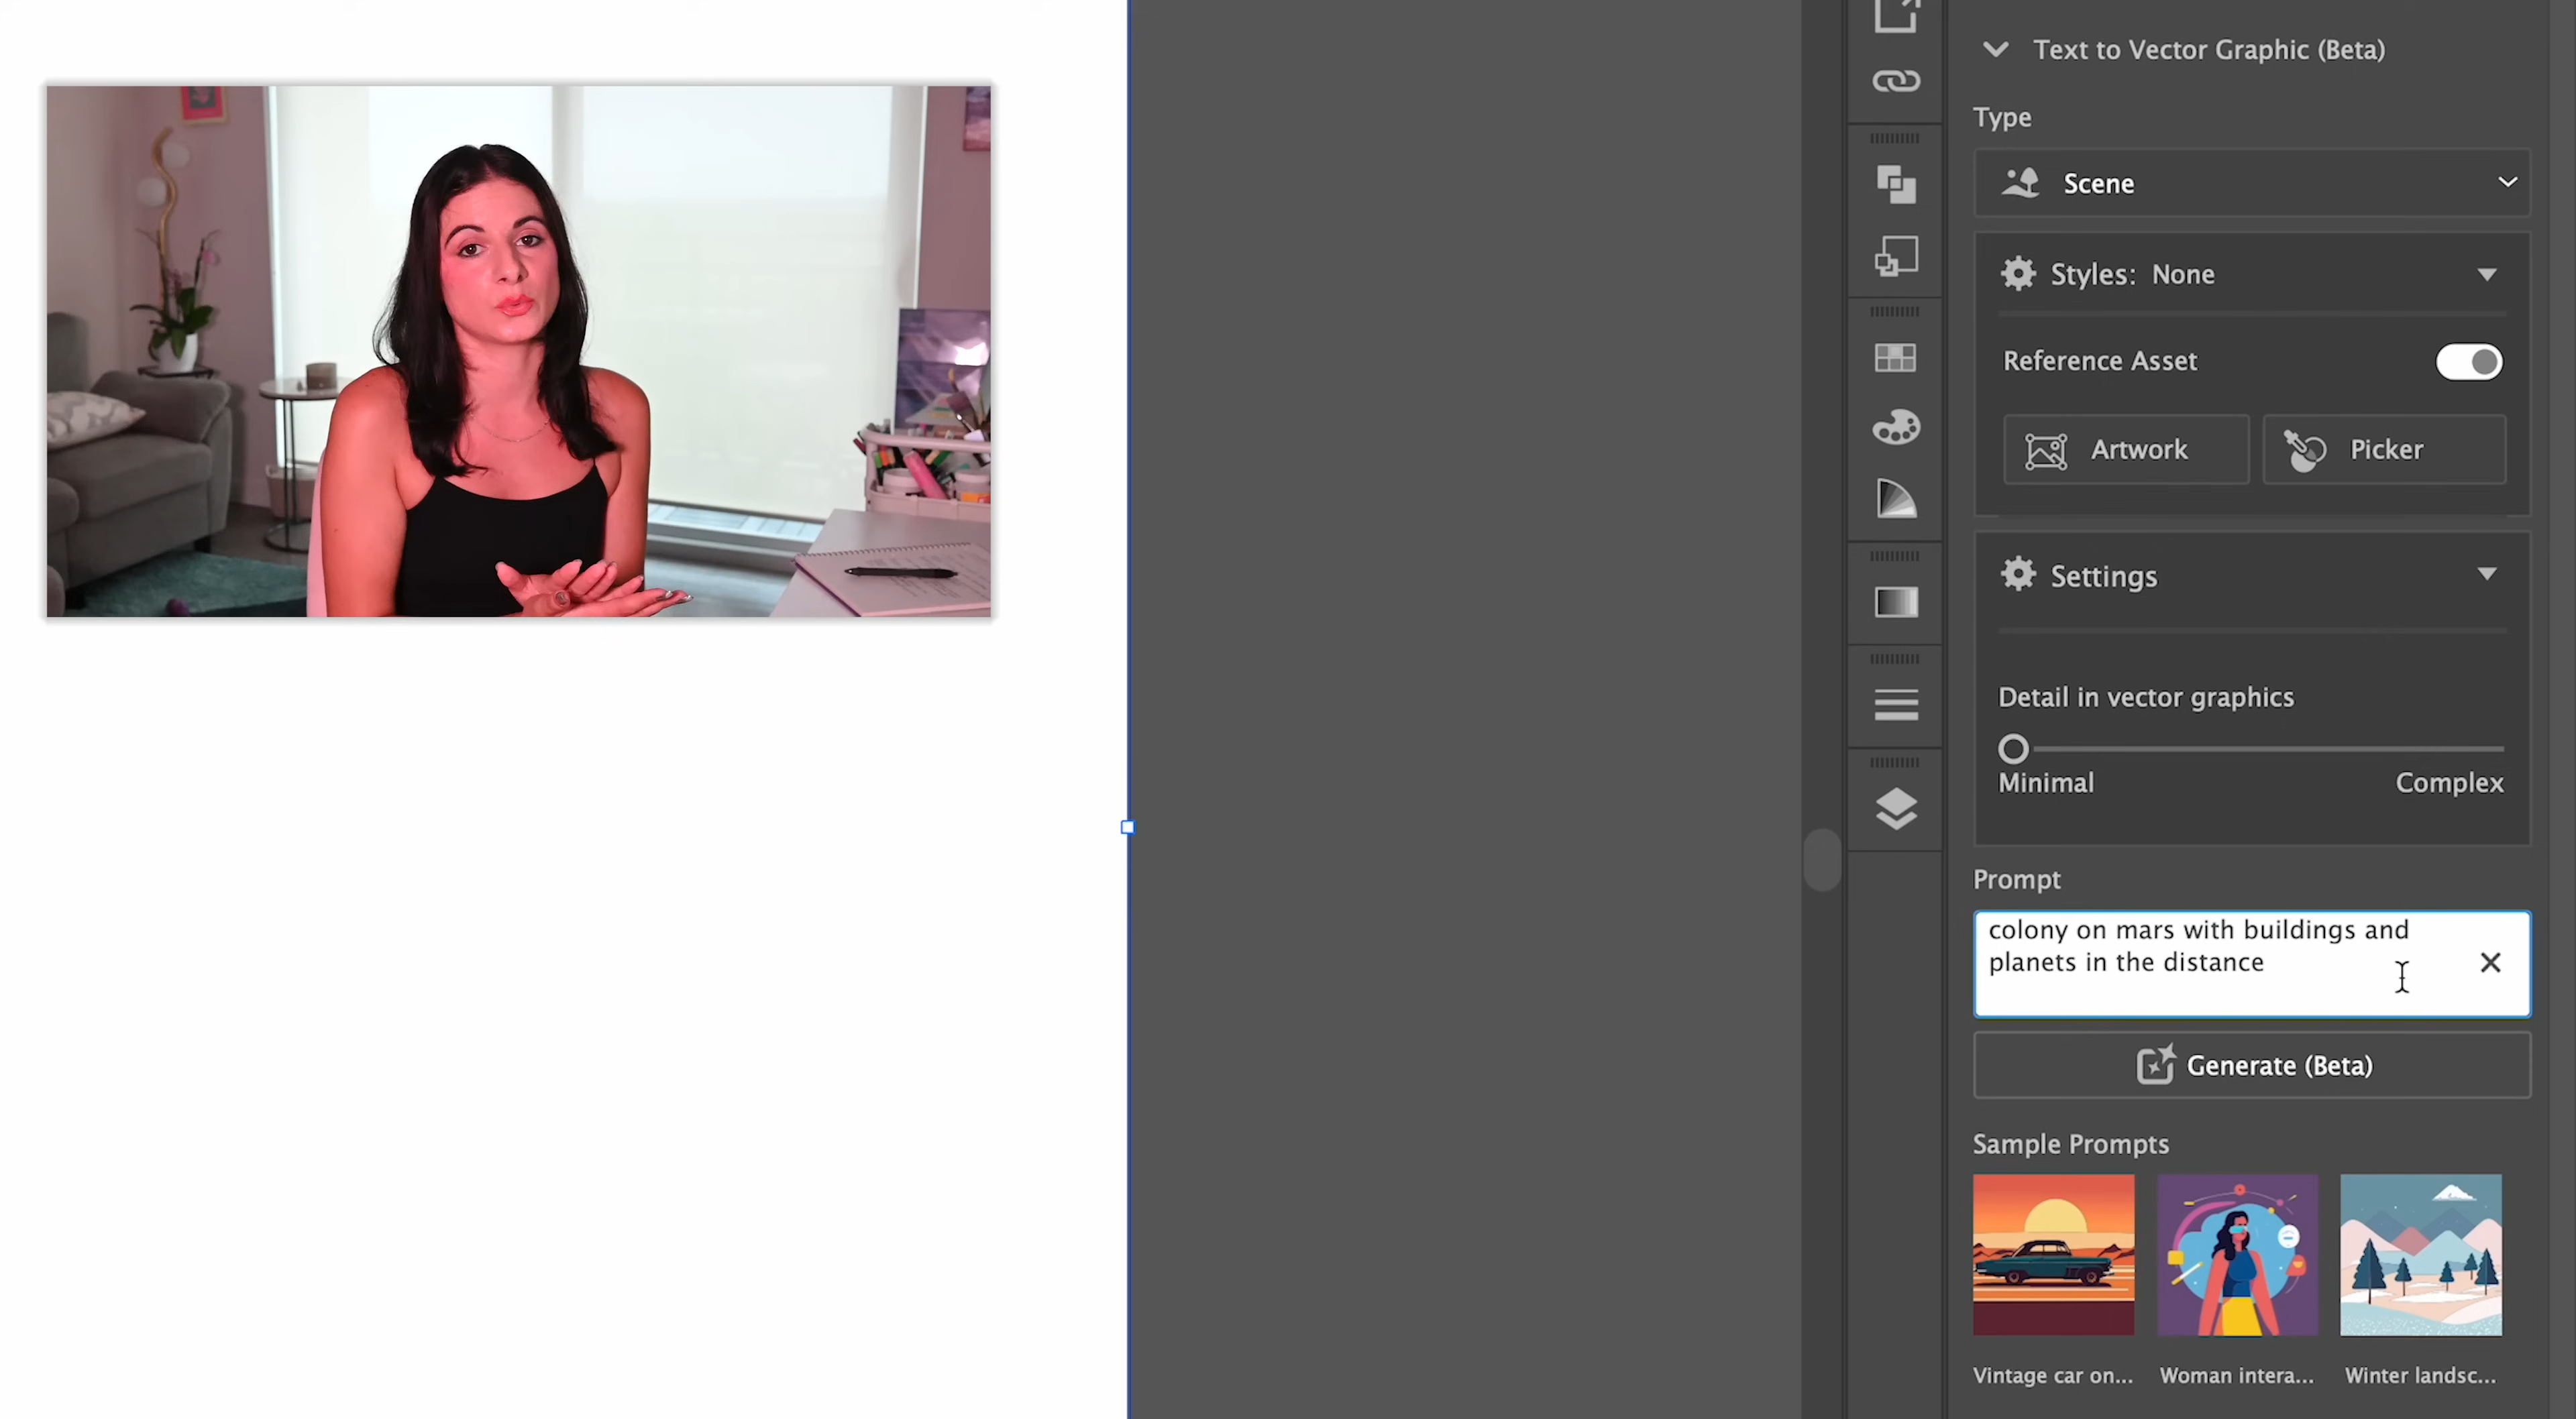 Text to Vector Graphic (Beta)
Type
Scene
Styles: None
Reference Asset
Artwork
Picker
Settings
Detail in vector graphics
Minimal
Complex
Prompt
colony on mars with buildings and
planets in the distance
Generate (Beta)
Sample Prompts
Vintage car on...
Woman intera...
Winter landsc...